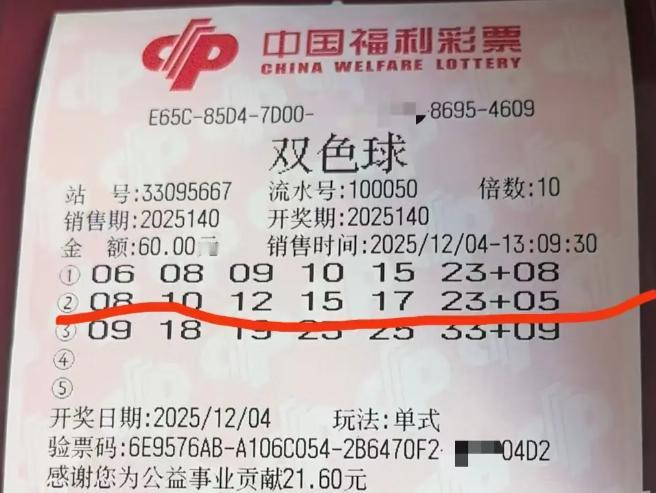 中国福利彩票
CHINA WELFARE LOTTERY
E65C-85D4-7D00- 8695-4609
双色球
站 号:33095667 流水号:100050 倍数:10
销售期:2025140 开奖期:2025140
金 额:60.00元 销售时间:2025/12/04-13:09:30
① 06 08 09 10 15 23+08
② 08 10 12 15 17 23+05
③ 09 18 19 23 25 33+09
④
⑤
开奖日期:2025/12/04 玩法:单式
验票码:6E9576AB-A106C054-2B6470F2- 04D2
感谢您为公益事业贡献21.60元